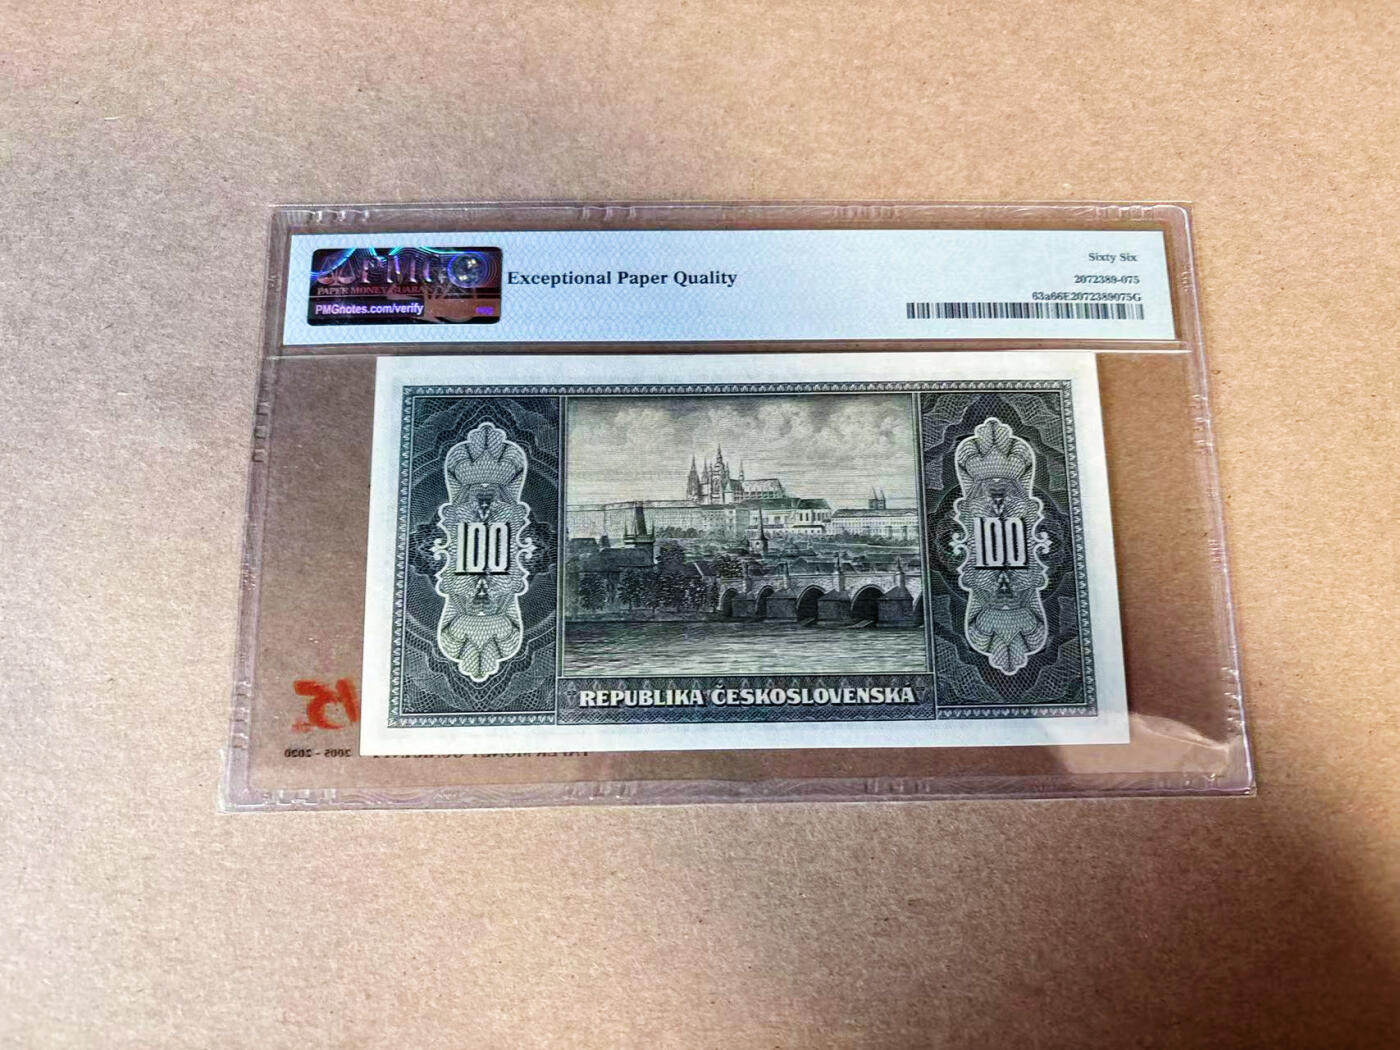 PMG
PAPER MONEY GUARANTY
PMGnotes.com/verify
Exceptional Paper Quality
Sixty Six
2072389-075
63a66E2072389075G
100
100
REPUBLIKA ČESKOSLOVENSKÁ
15
2005 - 2020